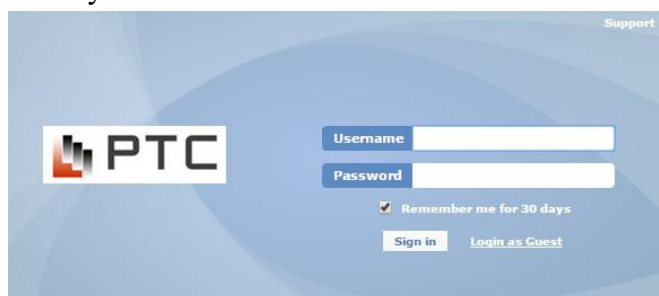 Support
PTC
Username
Password
Remember me for 30 days
Sign in Login as Guest